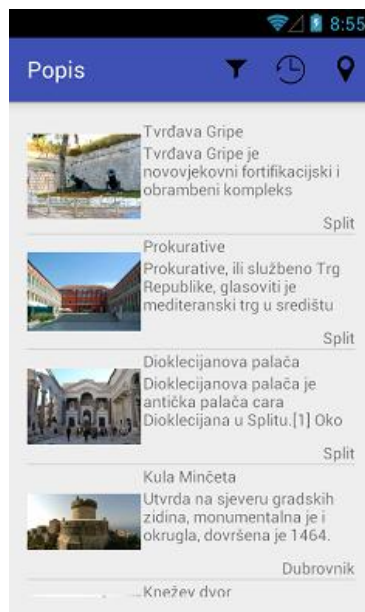 8:55
Popis
Tvrđava Gripe
Tvrđava Gripe je
novovjekovni fortifikacijski i
obrambeni kompleks
Split
Prokurative
Prokurative, ili službeno Trg
Republike, glasoviti je
mediteranski trg u središtu
Split
Dioklecijanova palača
Dioklecijanova palača je
antička palača cara
Dioklecijana u Splitu.[1] Oko
Split
Kula Minčeta
Utvrda na sjeveru gradskih
zidina, monumentalna je i
okrugla, dovršena je 1464.
Dubrovnik
Knežev dvor